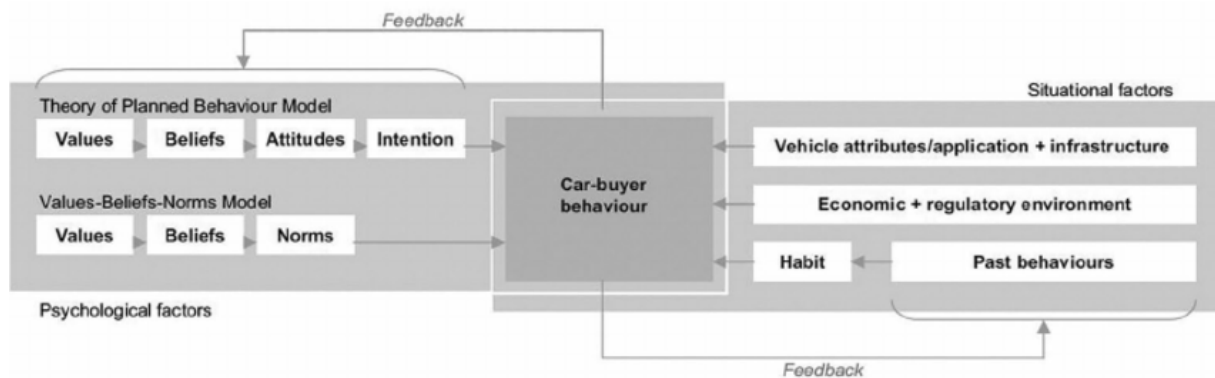 Feedback
Situational factors
Theory of Planned Behaviour Model
Values
Beliefs
Attitudes
Intention
Values-Beliefs-Norms Model
Values
Beliefs
Norms
Psychological factors
Car-buyer
behaviour
Vehicle attributes/application + infrastructure
Economic + regulatory environment
Habit
Past behaviours
Feedback